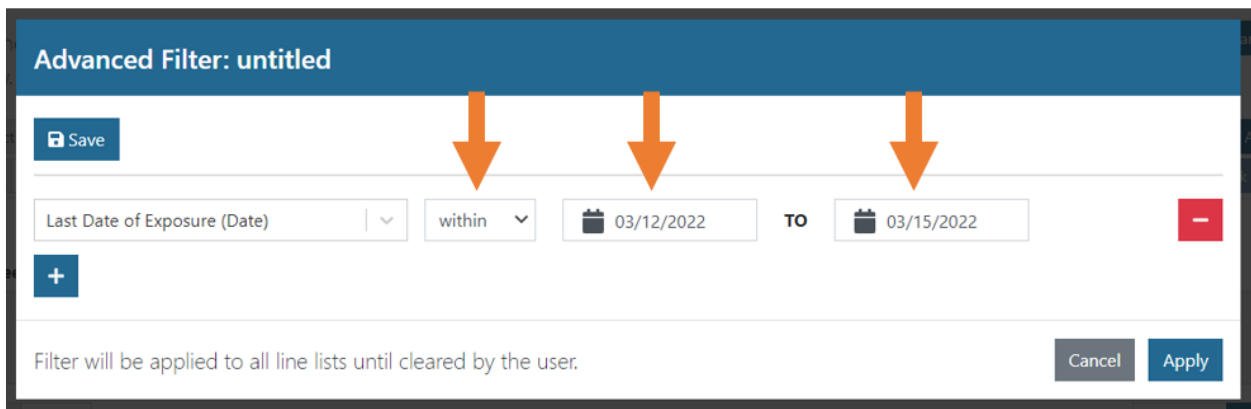 Advanced Filter: untitled
Save
Last Date of Exposure (Date) within 03/12/2022 TO 03/15/2022
Filter will be applied to all line lists until cleared by the user.
Cancel Apply